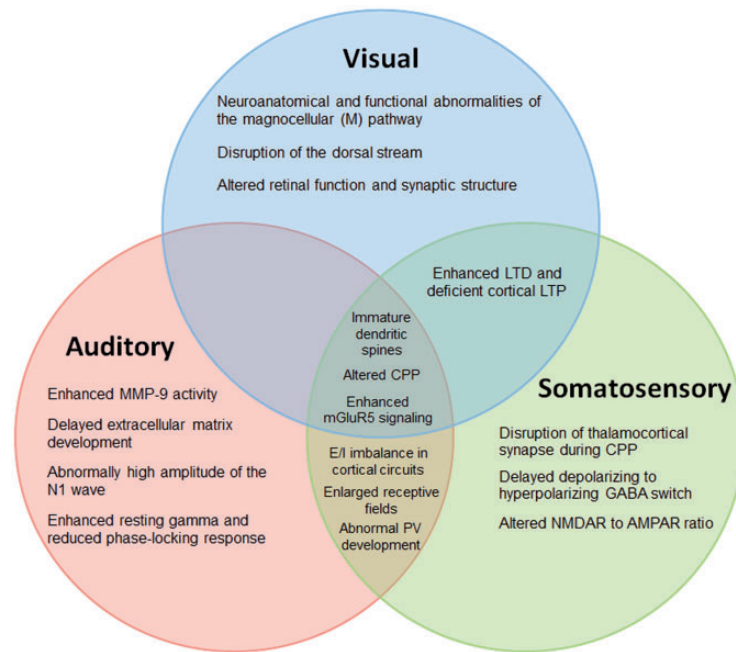 Visual
Neuroanatomical and functional abnormalities of
the magnocellular (M) pathway
Disruption of the dorsal stream
Altered retinal function and synaptic structure
Enhanced LTD and
deficient cortical LTP
Immature
dendritic
spines
Altered CPP
Enhanced
mGluR5 signaling
Auditory
Enhanced MMP-9 activity
Delayed extracellular matrix
development
Abnormally high amplitude of the
N1 wave
Enhanced resting gamma and
reduced phase-locking response
E/I imbalance in
cortical circuits
Enlarged receptive
fields
Abnormal PV
development
Somatosensory
Disruption of thalamocortical
synapse during CPP
Delayed depolarizing to
hyperpolarizing GABA switch
Altered NMDAR to AMPAR ratio